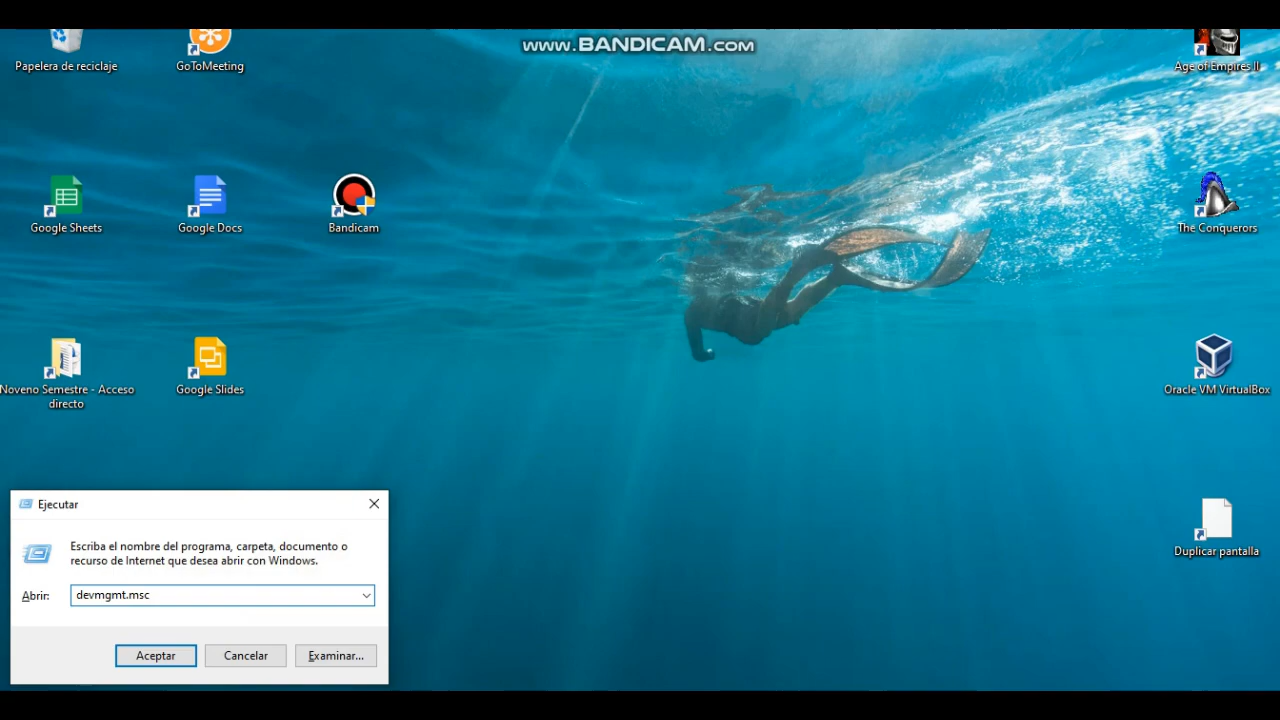 www.BANDICAM.com
Papelera de reciclaje
GoToMeeting
Age of Empires II
Google Sheets
Google Docs
Bandicam
The Conquerors
Noveno Semestre - Acceso
directo
Google Slides
Oracle VM VirtualBox
Duplicar pantalla
Ejecutar
Escriba el nombre del programa, carpeta, documento o
recurso de Internet que desea abrir con Windows.
Abrir:
devmgmt.msc
Aceptar
Cancelar
Examinar...